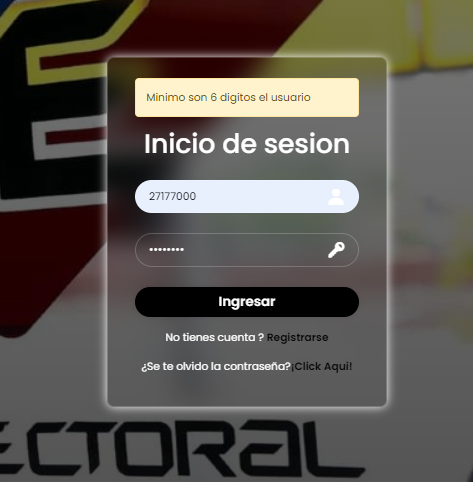 Minimo son 6 digitos el usuario
Inicio de sesion
27177000
••••••••
Ingresar
No tienes cuenta ? Registrarse
¿Se te olvido la contraseña?¡Click Aqui!
ECTORAL